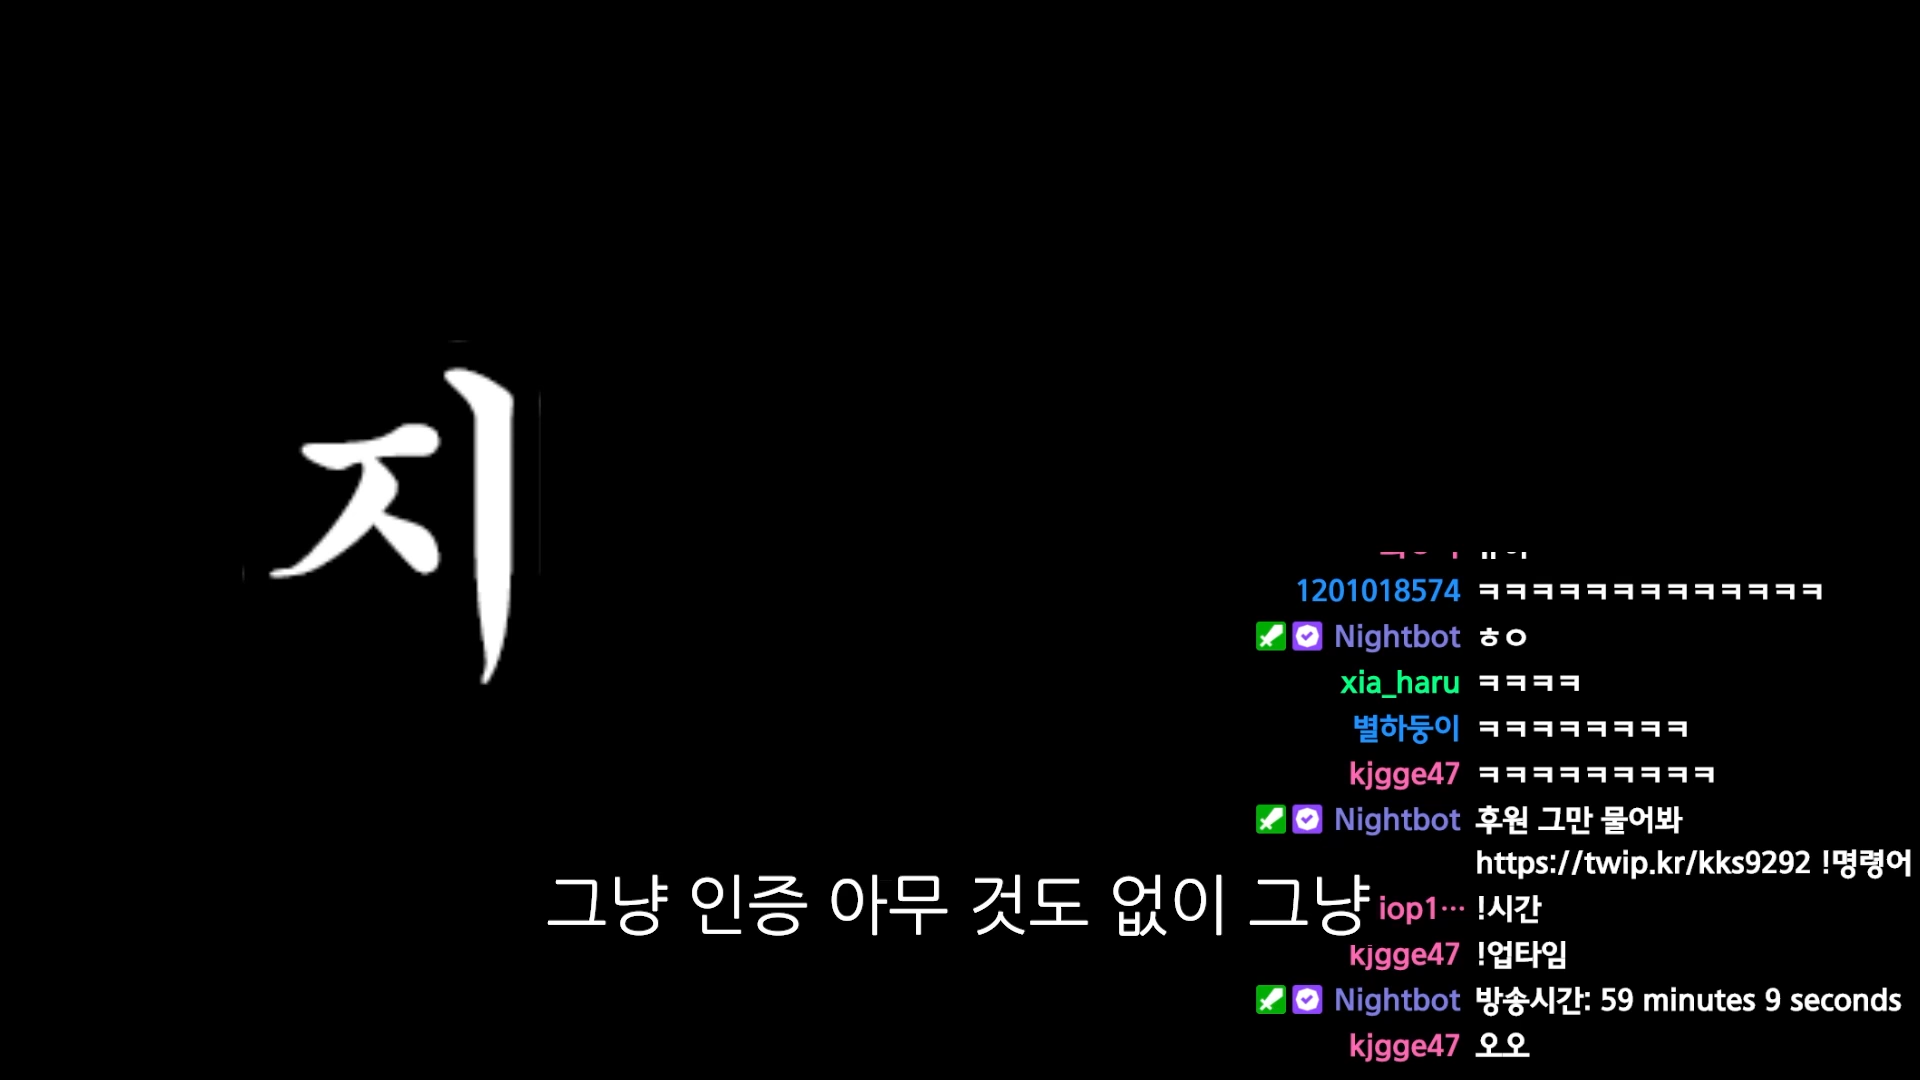 지
1201018574 ㅋㅋㅋㅋㅋㅋㅋㅋㅋㅋㅋㅋㅋ
Nightbot ㅎㅇ
xia_haru ㅋㅋㅋㅋ
별하둥이 ㅋㅋㅋㅋㅋㅋㅋㅋ
kjgge47 ㅋㅋㅋㅋㅋㅋㅋㅋㅋ
Nightbot 후원 그만 물어봐
https://twip.kr/kks9292 !명령어
그냥 인증 아무 것도 없이 그냥
iop1… !시간
kjgge47 !업타임
Nightbot 방송시간: 59 minutes 9 seconds
kjgge47 오오